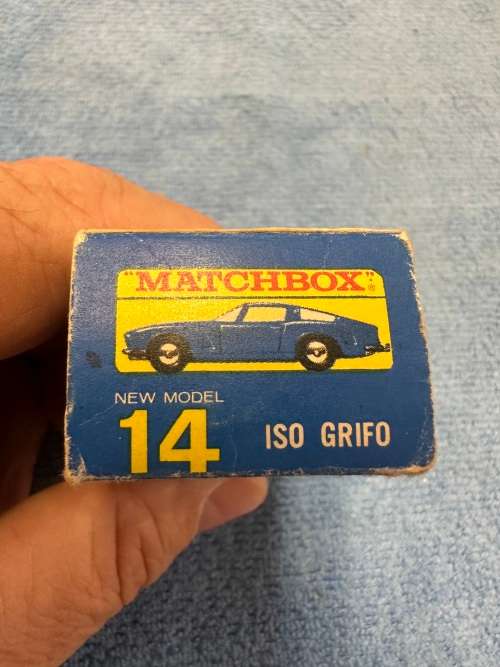 "MATCHBOX"®
NEW MODEL
14
ISO GRIFO